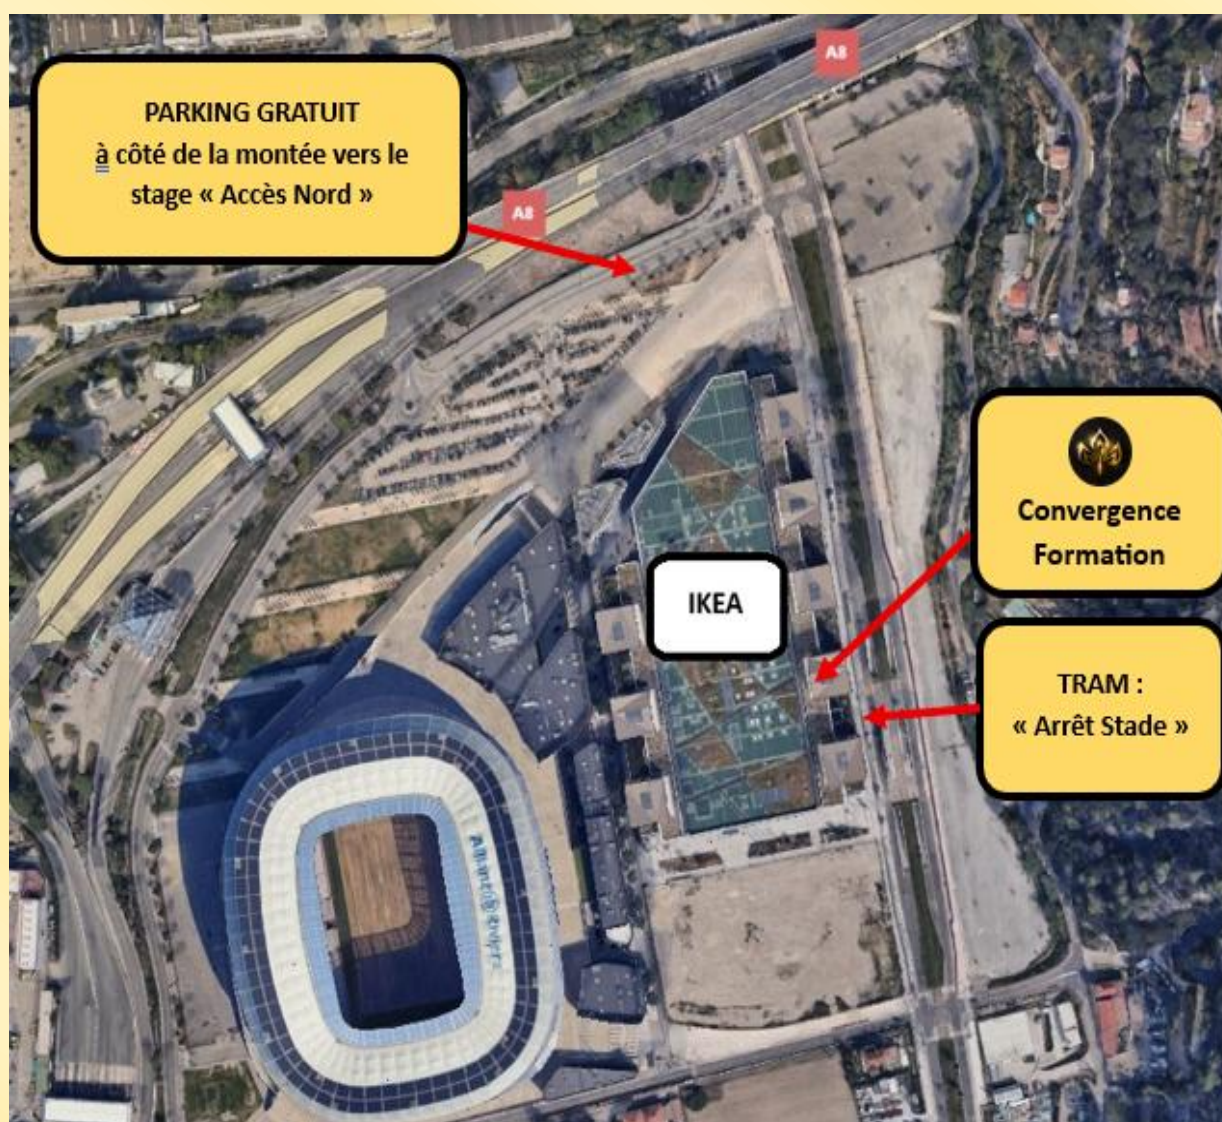 A8
PARKING GRATUIT
à côté de la montée vers le
stage « Accès Nord »
A8
Convergence
Formation
IKEA
TRAM :
« Arrêt Stade »
Allianz